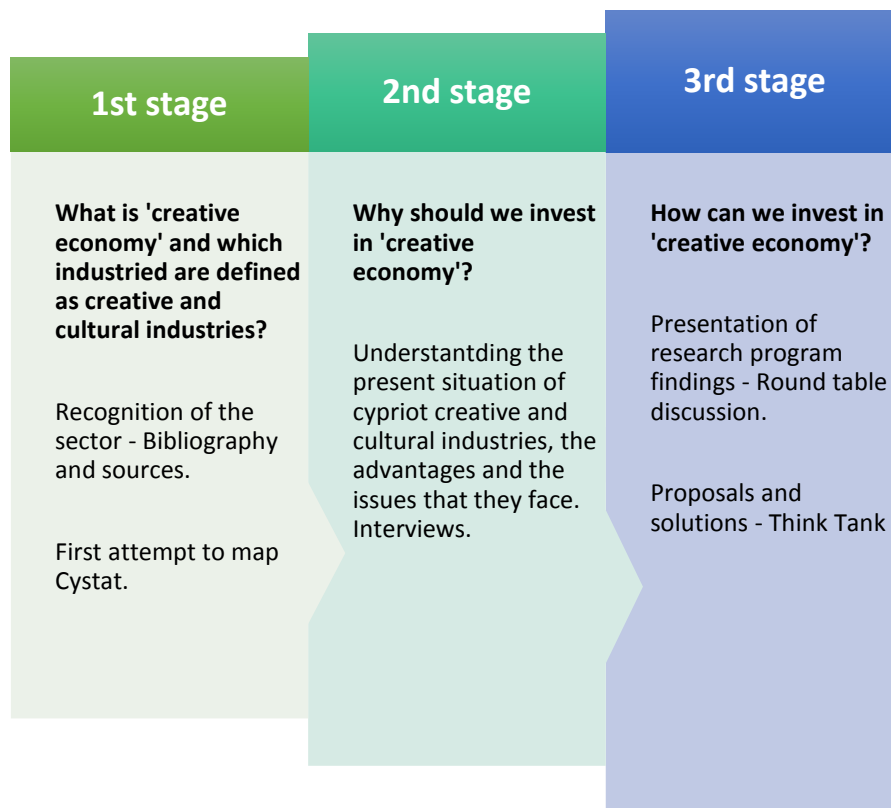 1st stage
What is 'creative
economy' and which
industried are defined
as creative and
cultural industries?
Recognition of the
sector - Bibliography
and sources.
First attempt to map
Cystat.
2nd stage
Why should we invest
in 'creative
economy'?
Understantding the
present situation of
cypriot creative and
cultural industries, the
advantages and the
issues that they face.
Interviews.
3rd stage
How can we invest in
'creative economy'?
Presentation of
research program
findings - Round table
discussion.
Proposals and
solutions - Think Tank